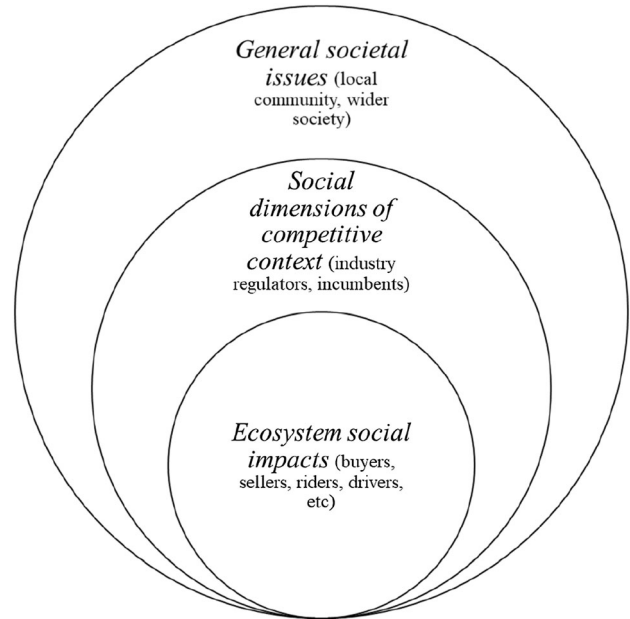 General societal
issues (local
community, wider
society)
Social
dimensions of
competitive
context (industry
regulators, incumbents)
Ecosystem social
impacts (buyers,
sellers, riders, drivers,
etc)